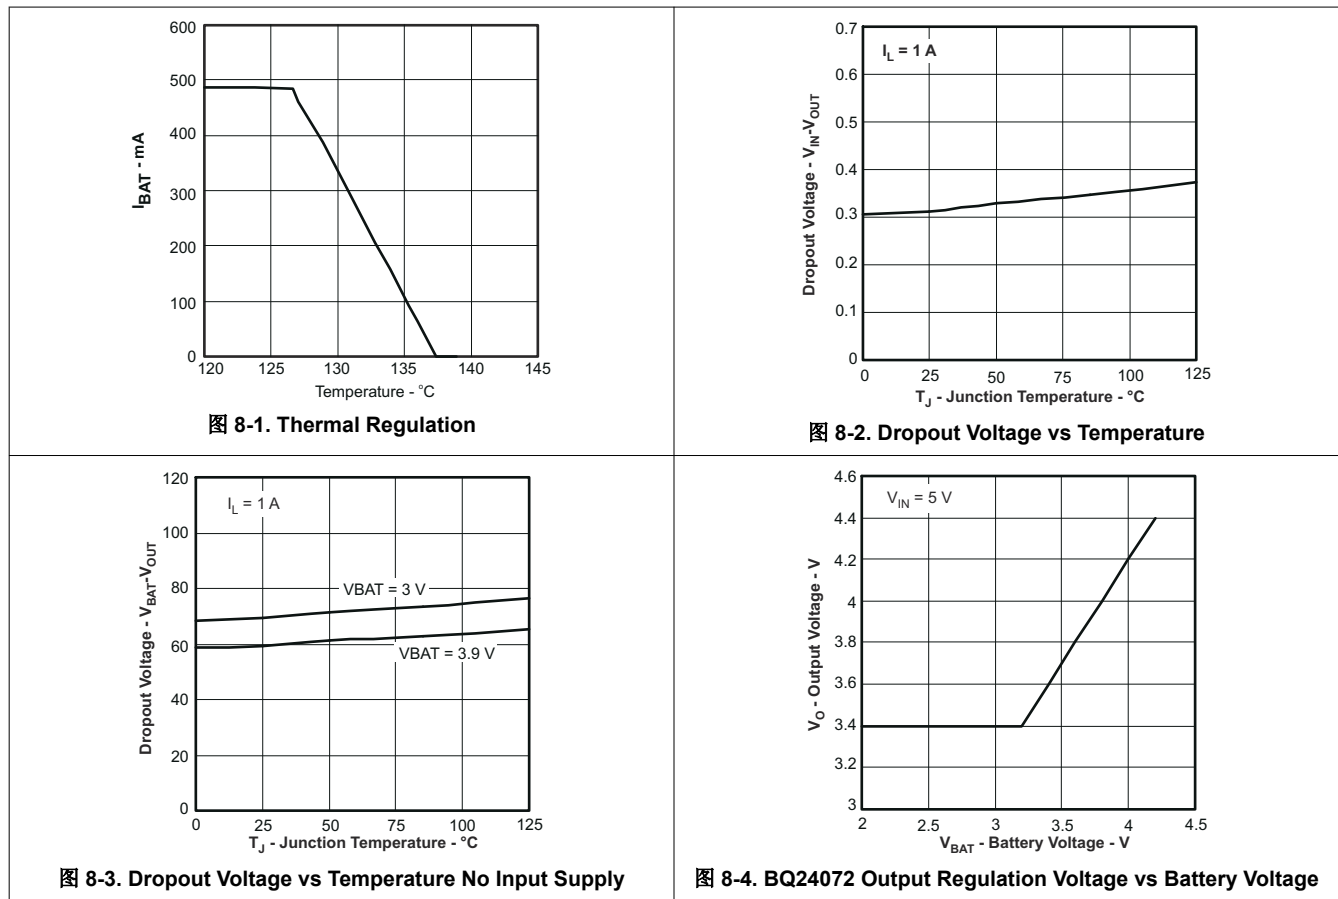 600
500
400
300
200
100
0
I_BAT - mA
120 125 130 135 140 145
Temperature - °C
图 8-1. Thermal Regulation
0.7
0.6
0.5
0.4
0.3
0.2
0.1
0
I_L = 1 A
Dropout Voltage - V_IN-V_OUT
0 25 50 75 100 125
T_J - Junction Temperature - °C
图 8-2. Dropout Voltage vs Temperature
120
100
80
60
40
20
0
I_L = 1 A
VBAT = 3 V
VBAT = 3.9 V
Dropout Voltage - V_BAT-V_OUT
0 25 50 75 100 125
T_J - Junction Temperature - °C
图 8-3. Dropout Voltage vs Temperature No Input Supply
4.6
4.4
4.2
4
3.8
3.6
3.4
3.2
3
V_IN = 5 V
V_O - Output Voltage - V
2 2.5 3 3.5 4 4.5
V_BAT - Battery Voltage - V
图 8-4. BQ24072 Output Regulation Voltage vs Battery Voltage